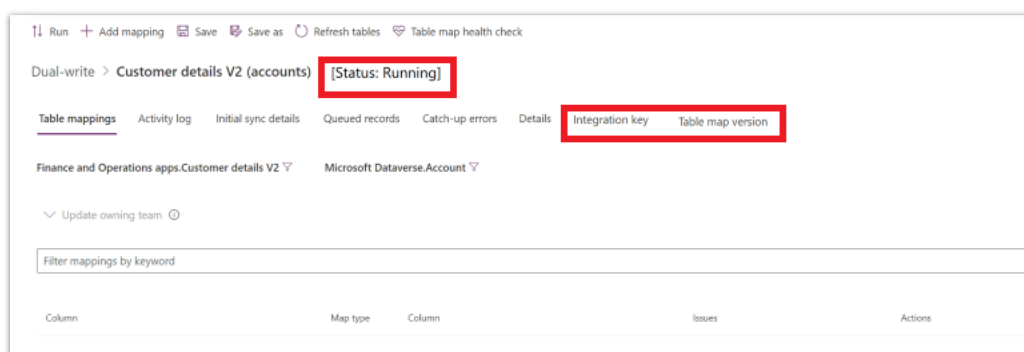 Run Add mapping Save Save as Refresh tables Table map health check
Dual-write > Customer details V2 (accounts) [Status: Running]
Table mappings Activity log Initial sync details Queued records Catch-up errors Details Integration key Table map version
Finance and Operations apps.Customer details V2 Microsoft Dataverse.Account
Update owning team
Filter mappings by keyword
Column Map type Column Issues Actions